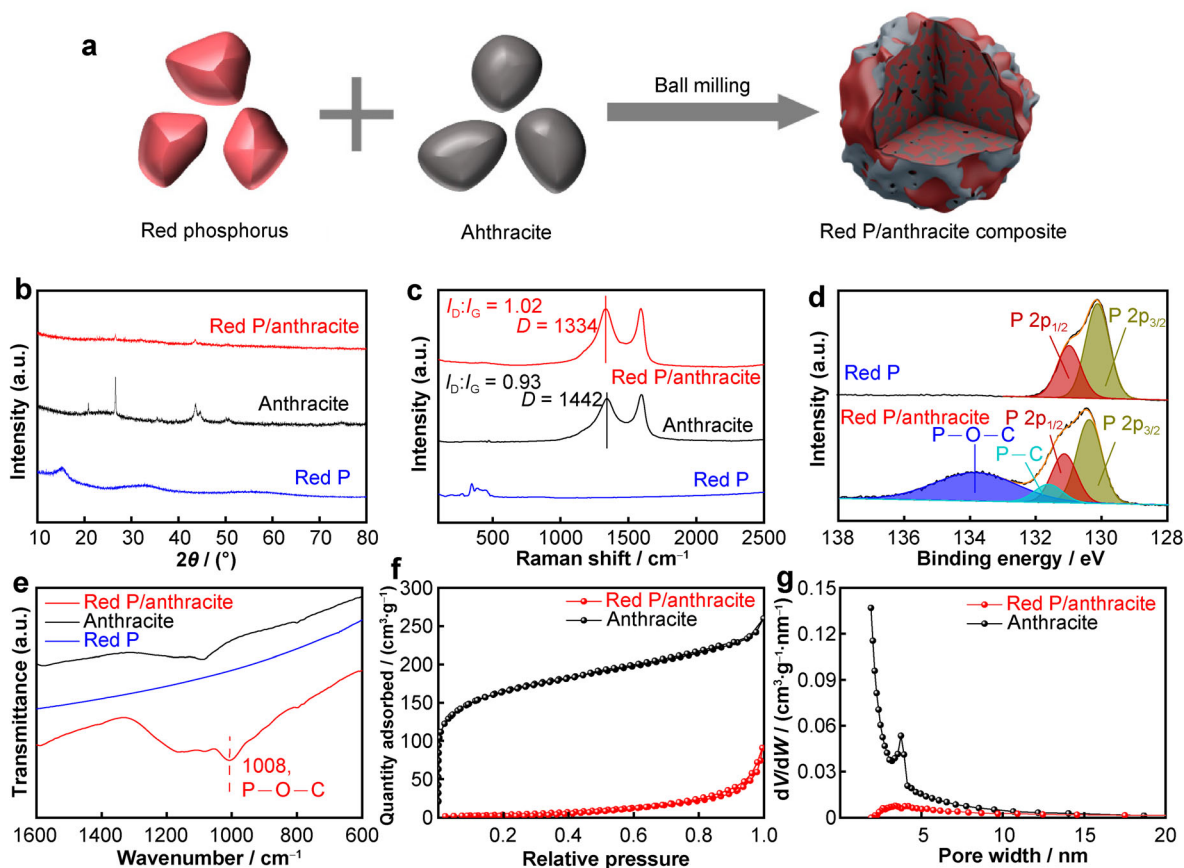 a
Ball milling
Red phosphorus
Ahthracite
Red P/anthracite composite
b
Intensity (a.u.)
Red P/anthracite
Anthracite
Red P
10 20 30 40 50 60 70 80
2θ / (°)
c
Intensity (a.u.)
I_D:I_G = 1.02
D = 1334
Red P/anthracite
I_D:I_G = 0.93
D = 1442
Anthracite
Red P
500 1000 1500 2000 2500
Raman shift / cm⁻¹
d
Intensity (a.u.)
P 2p₁/₂
P 2p₃/₂
Red P
Red P/anthracite
P 2p₁/₂
P 2p₃/₂
P–O–C
P–C
138 136 134 132 130 128
Binding energy / eV
e
Transmittance (a.u.)
Red P/anthracite
Anthracite
Red P
1008,
P–O–C
1600 1400 1200 1000 800 600
Wavenumber / cm⁻¹
f
Quantity adsorbed / (cm³·g⁻¹)
300
250
200
150
100
50
0
Red P/anthracite
Anthracite
0.2 0.4 0.6 0.8 1.0
Relative pressure
g
dV/dW / (cm³·g⁻¹·nm⁻¹)
0.15
0.12
0.09
0.06
0.03
0
Red P/anthracite
Anthracite
5 10 15 20
Pore width / nm